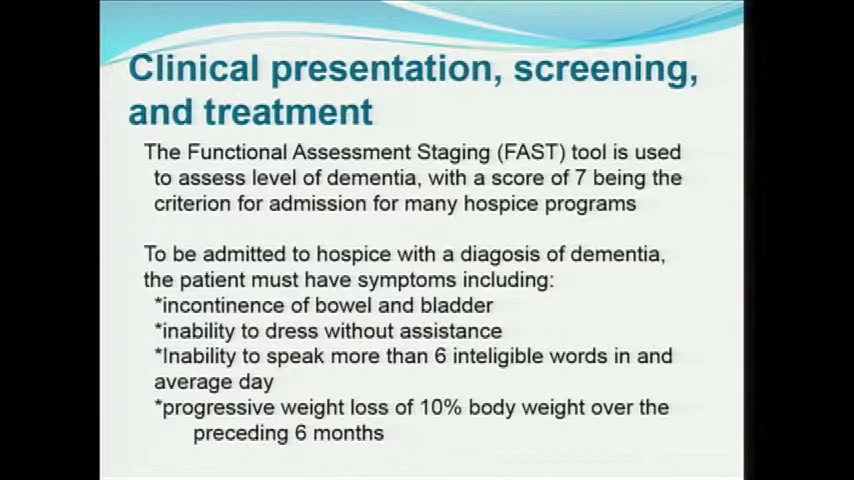 Clinical presentation, screening,
and treatment
The Functional Assessment Staging (FAST) tool is used
to assess level of dementia, with a score of 7 being the
criterion for admission for many hospice programs
To be admitted to hospice with a diagosis of dementia,
the patient must have symptoms including:
*incontinence of bowel and bladder
*inability to dress without assistance
*Inability to speak more than 6 inteligible words in and
average day
*progressive weight loss of 10% body weight over the
preceding 6 months